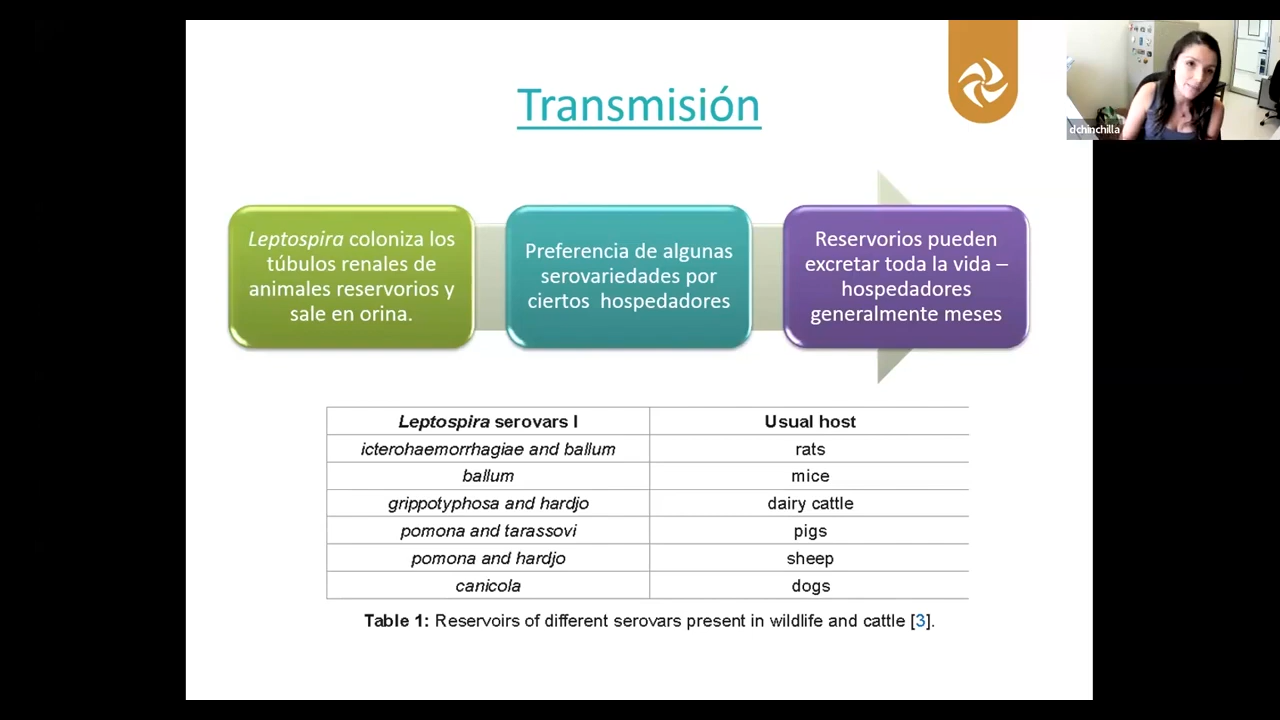 Transmisión
dchinchilla
Leptospira coloniza los
túbulos renales de
animales reservorios y
sale en orina.
Preferencia de algunas
serovariedades por
ciertos hospedadores
Reservorios pueden
excretar toda la vida –
hospedadores
generalmente meses
Leptospira serovars I Usual host
icterohaemorrhagiae and ballum rats
ballum mice
grippotyphosa and hardjo dairy cattle
pomona and tarassovi pigs
pomona and hardjo sheep
canicola dogs
Table 1: Reservoirs of different serovars present in wildlife and cattle [3].